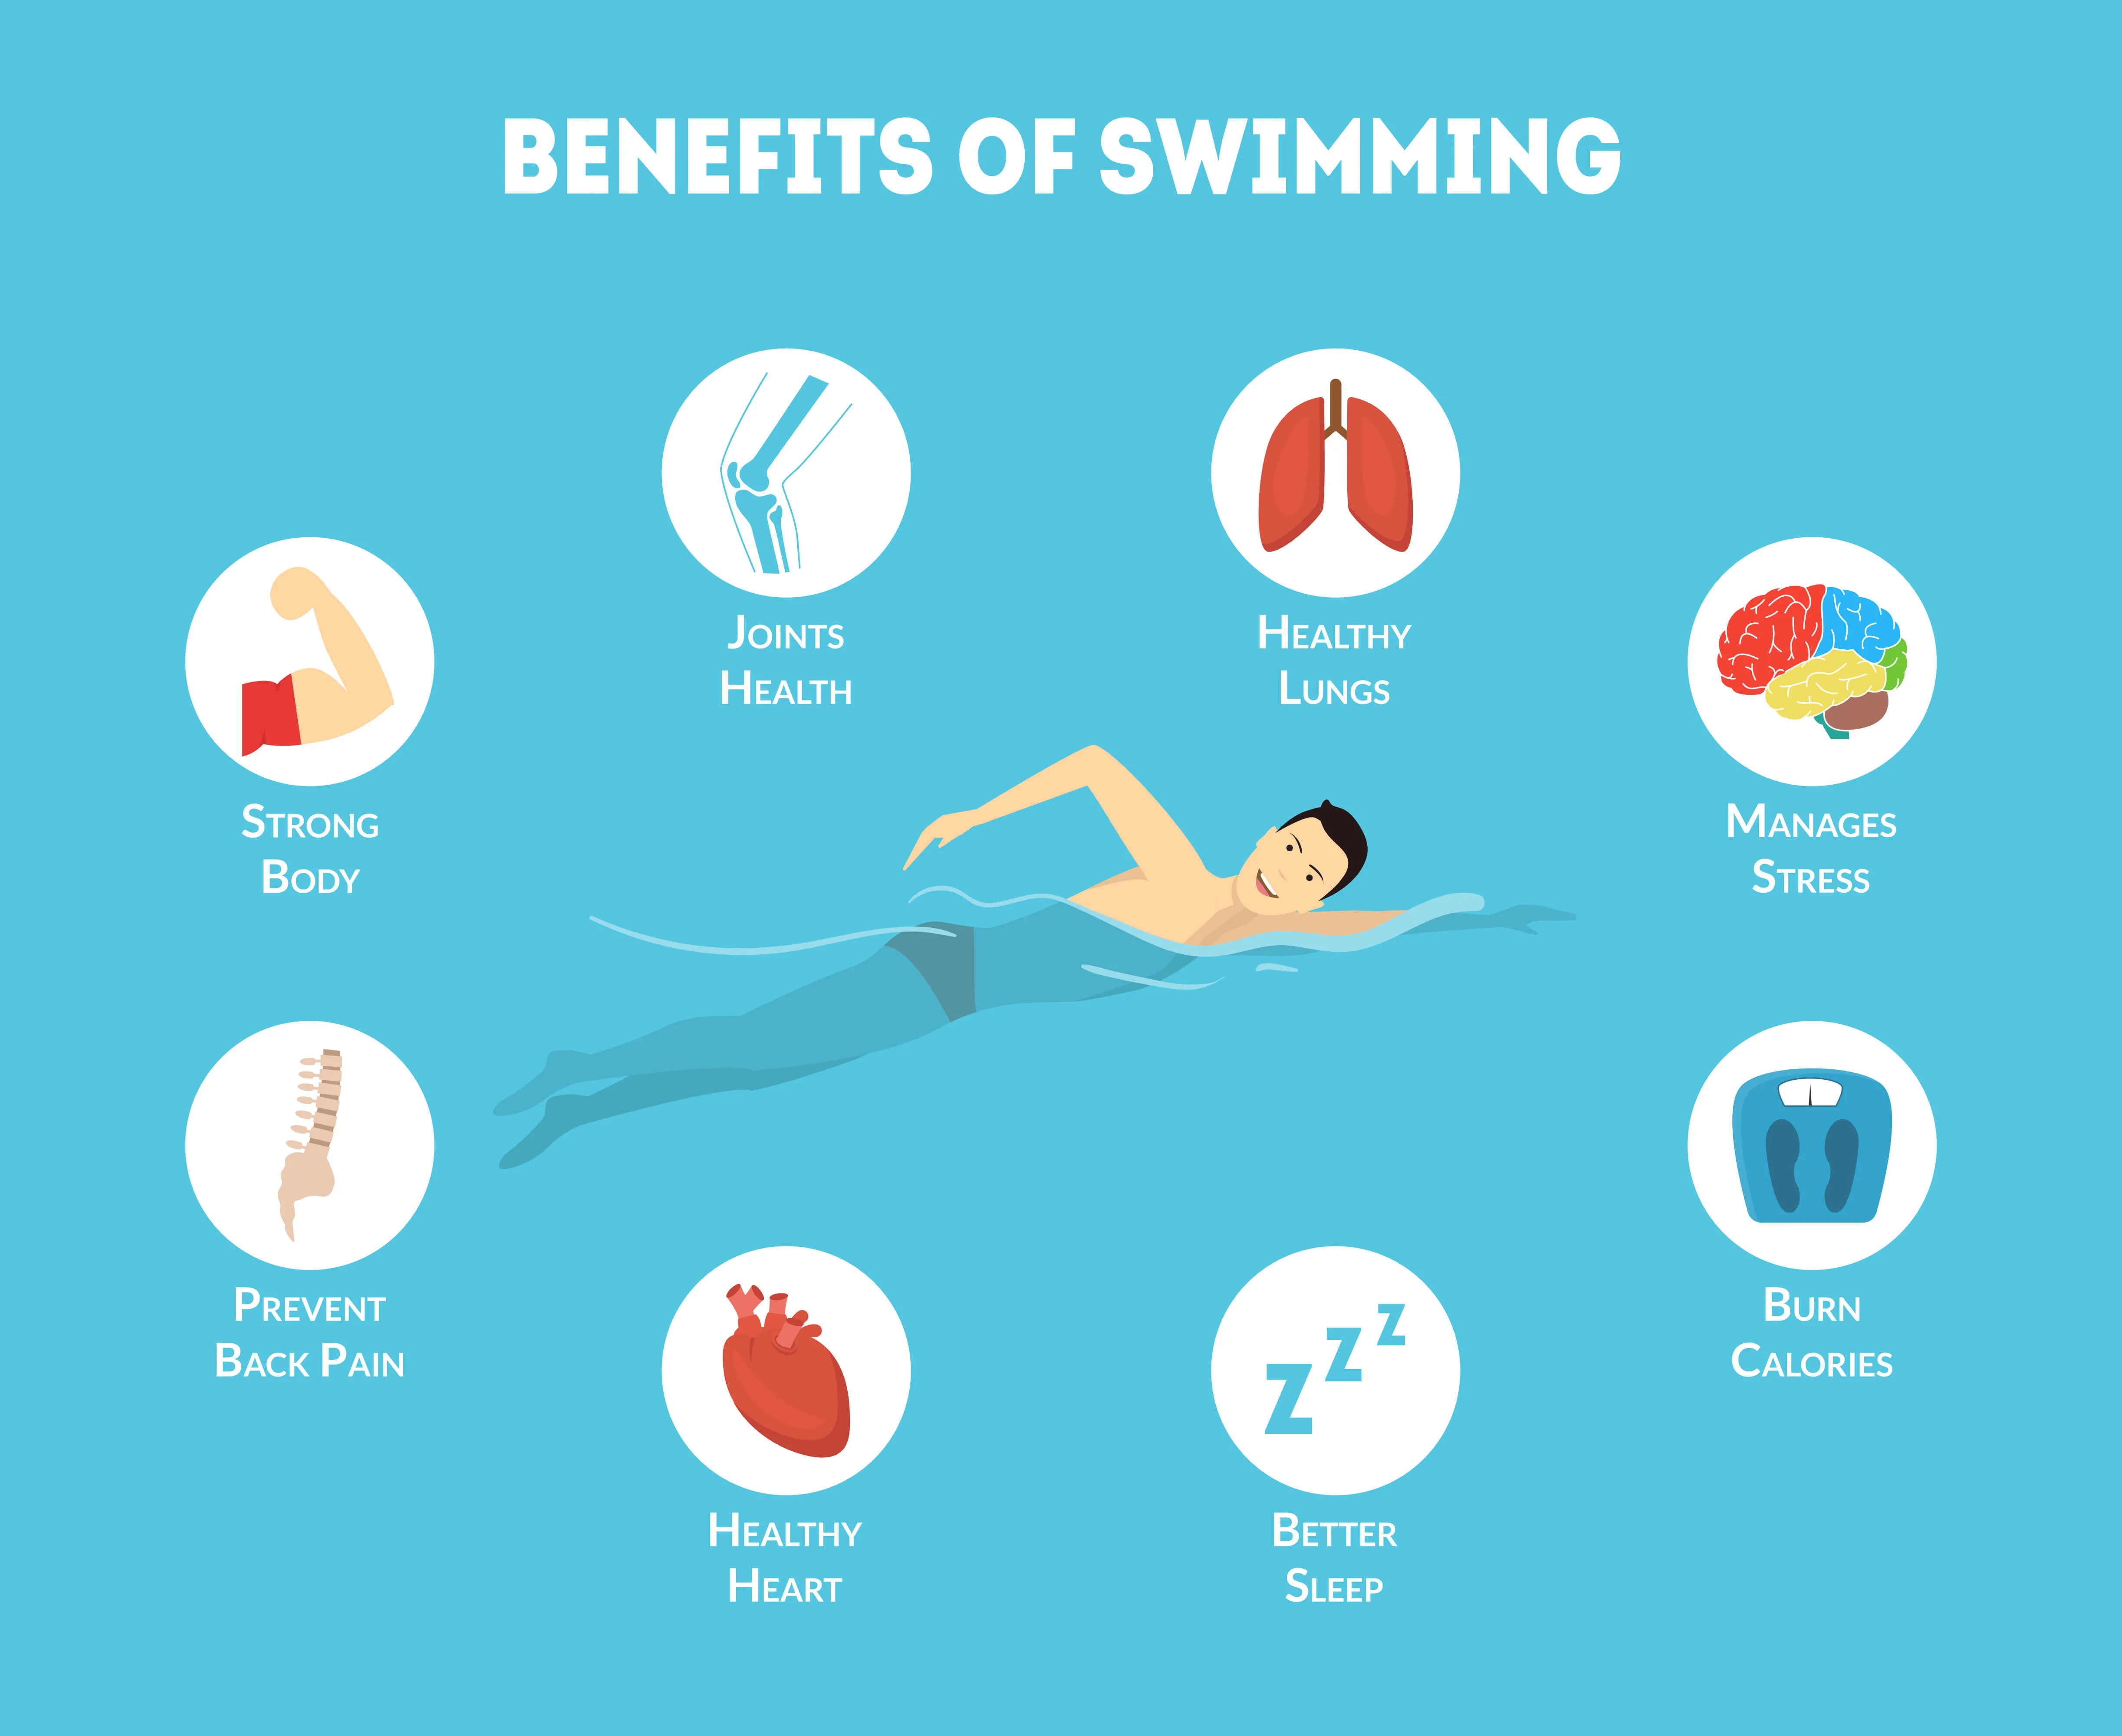 BENEFITS OF SWIMMING
JOINTS
HEALTH
HEALTHY
LUNGS
STRONG
BODY
MANAGES
STRESS
PREVENT
BACK PAIN
BURN
CALORIES
HEALTHY
HEART
BETTER
SLEEP
Z
Z
Z